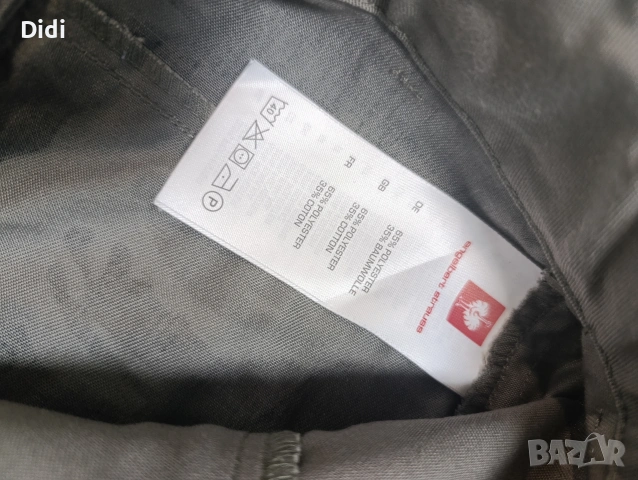 Didi
engelbert strauss
DE
65% POLYESTER
35% BAUMWOLLE
GB
65% POLYESTER
35% COTTON
FR
65% POLYESTER
35% COTON
40
P
BAZAR